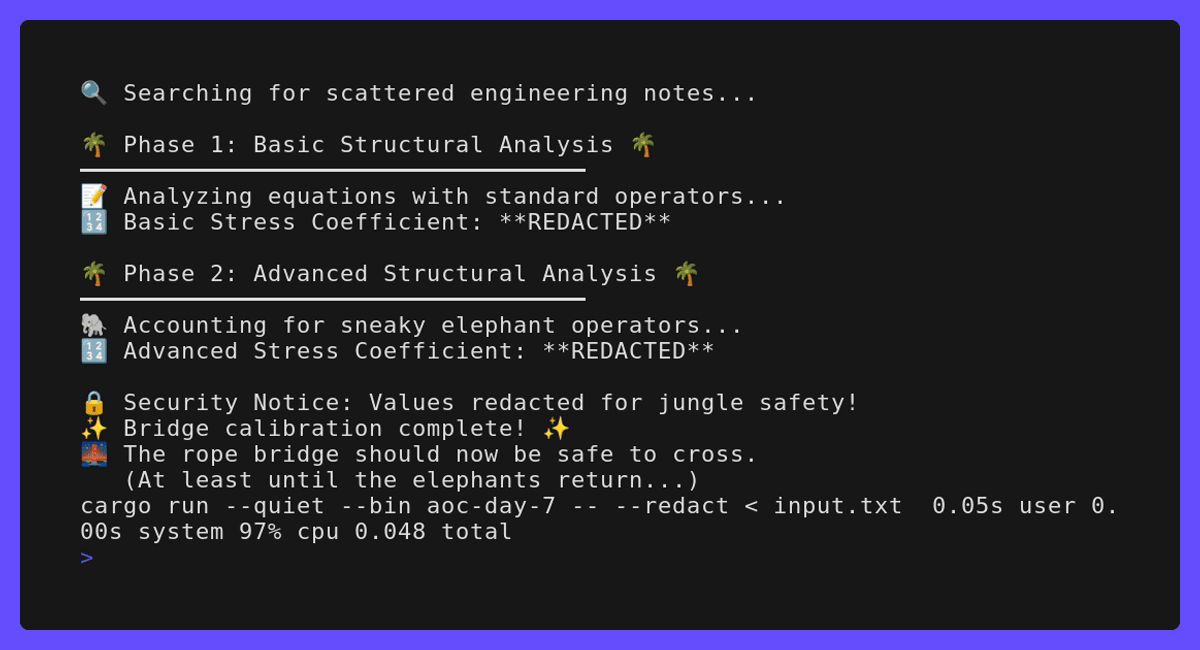 🔍 Searching for scattered engineering notes...
🌴 Phase 1: Basic Structural Analysis 🌴
📝 Analyzing equations with standard operators...
🔢 Basic Stress Coefficient: **REDACTED**
🌴 Phase 2: Advanced Structural Analysis 🌴
🐘 Accounting for sneaky elephant operators...
🔢 Advanced Stress Coefficient: **REDACTED**
🔒 Security Notice: Values redacted for jungle safety!
✨ Bridge calibration complete! ✨
🌉 The rope bridge should now be safe to cross.
(At least until the elephants return...)
cargo run --quiet --bin aoc-day-7 -- --redact < input.txt  0.05s user 0.
00s system 97% cpu 0.048 total
>